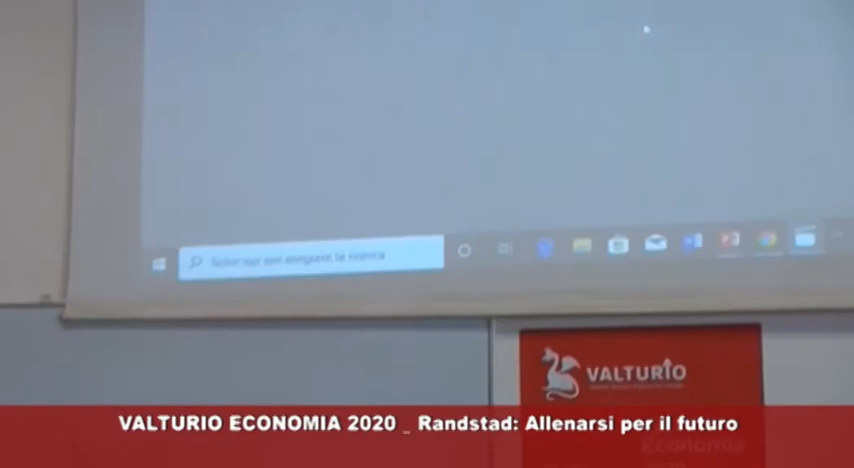 Scrivi qui per eseguire la ricerca
VALTURIO
VALTURIO ECONOMIA 2020 _ Randstad: Allenarsi per il futuro
Economia